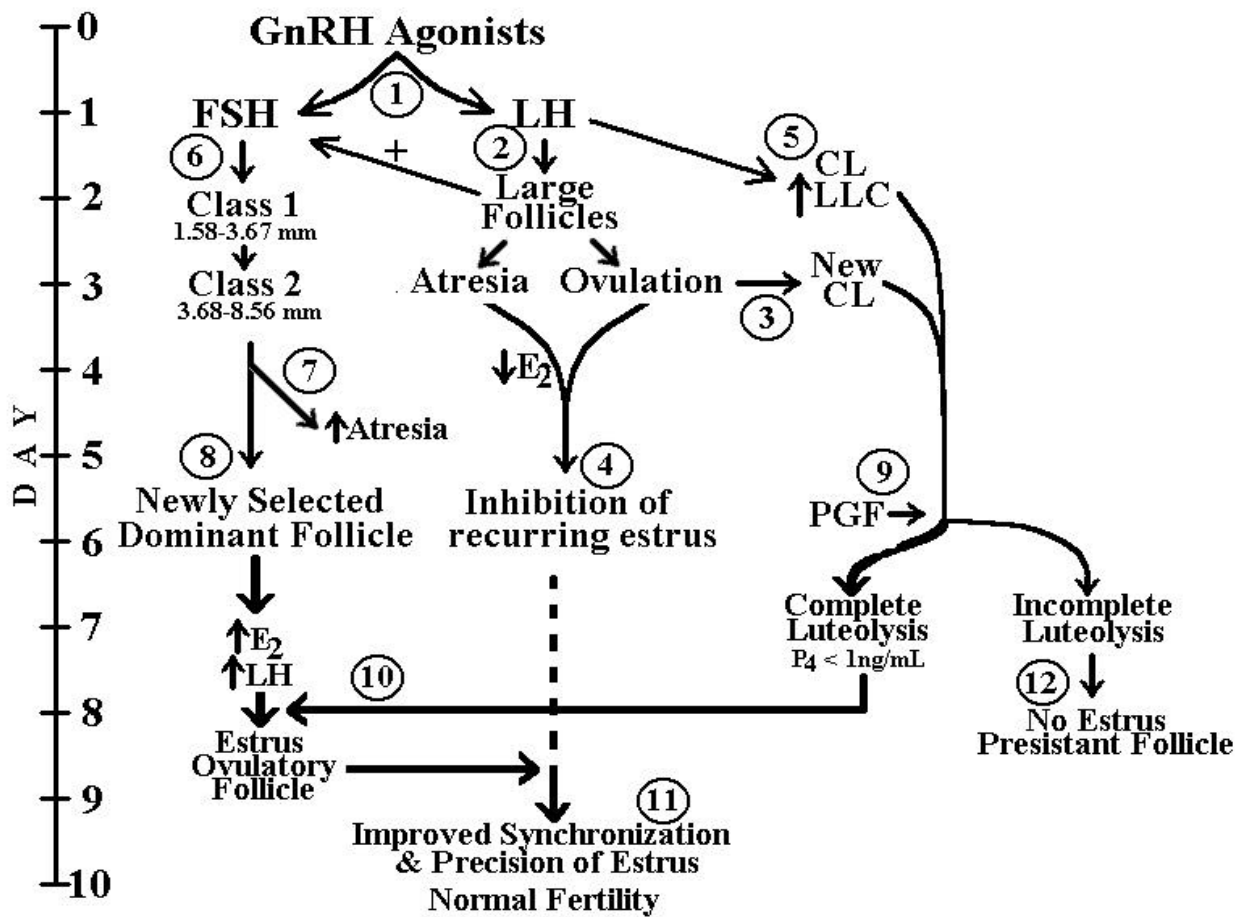 0
GnRH Agonists
1
1
FSH
LH
6
+
2
5
CL
LLC
2
Class 1
1.58-3.67 mm
Large
Follicles
3
Class 2
3.68-8.56 mm
Atresia
Ovulation
New
CL
3
4
7
E2
Atresia
DAY
5
8
4
9
Newly Selected
Dominant Follicle
Inhibition of
recurring estrus
PGF
6
7
E2
LH
Complete
Luteolysis
P4 < 1ng/mL
Incomplete
Luteolysis
10
12
8
No Estrus
Presistant Follicle
Estrus
Ovulatory
Follicle
9
11
Improved Synchronization
& Precision of Estrus
Normal Fertility
10